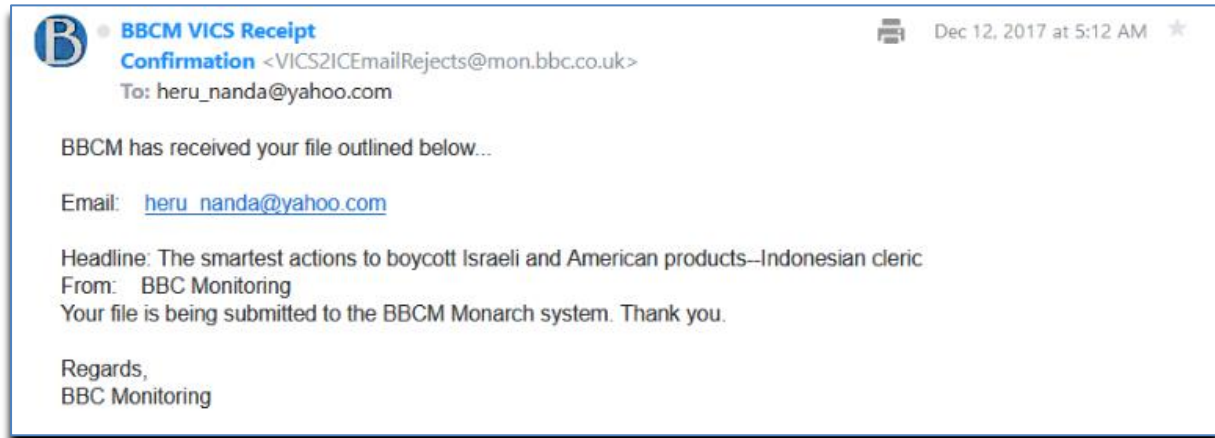 B
BBCM VICS Receipt
Confirmation <VICS2ICEmailRejects@mon.bbc.co.uk>
Dec 12, 2017 at 5:12 AM
To: heru_nanda@yahoo.com
BBCM has received your file outlined below...
Email: heru_nanda@yahoo.com
Headline: The smartest actions to boycott Israeli and American products--Indonesian cleric
From: BBC Monitoring
Your file is being submitted to the BBCM Monarch system. Thank you.
Regards,
BBC Monitoring